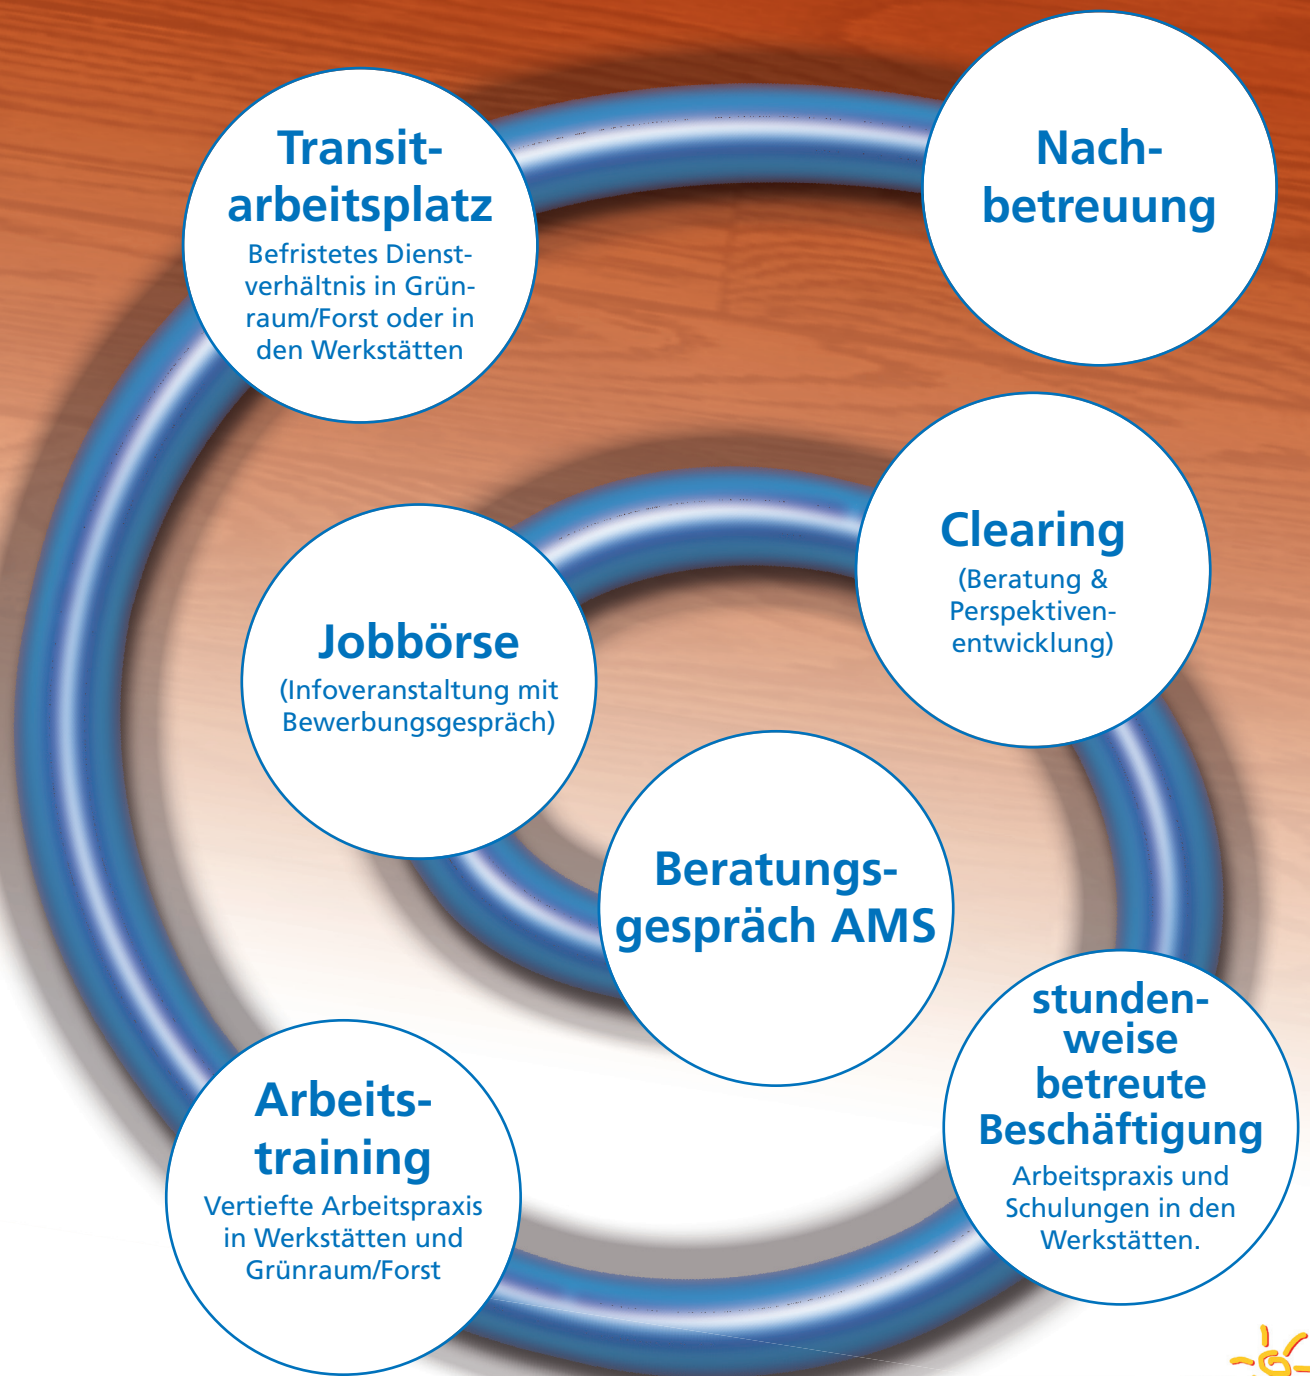 Transit-
arbeitsplatz
Befristetes Dienst-
verhältnis in Grün-
raum/Forst oder in
den Werkstätten
Nach-
betreuung
Clearing
(Beratung &
Perspektiven-
entwicklung)
Jobbörse
(Infoveranstaltung mit
Bewerbungsgespräch)
Beratungs-
gespräch AMS
stunden-
weise
betreute
Beschäftigung
Arbeitspraxis und
Schulungen in den
Werkstätten.
Arbeits-
training
Vertiefte Arbeitspraxis
in Werkstätten und
Grünraum/Forst